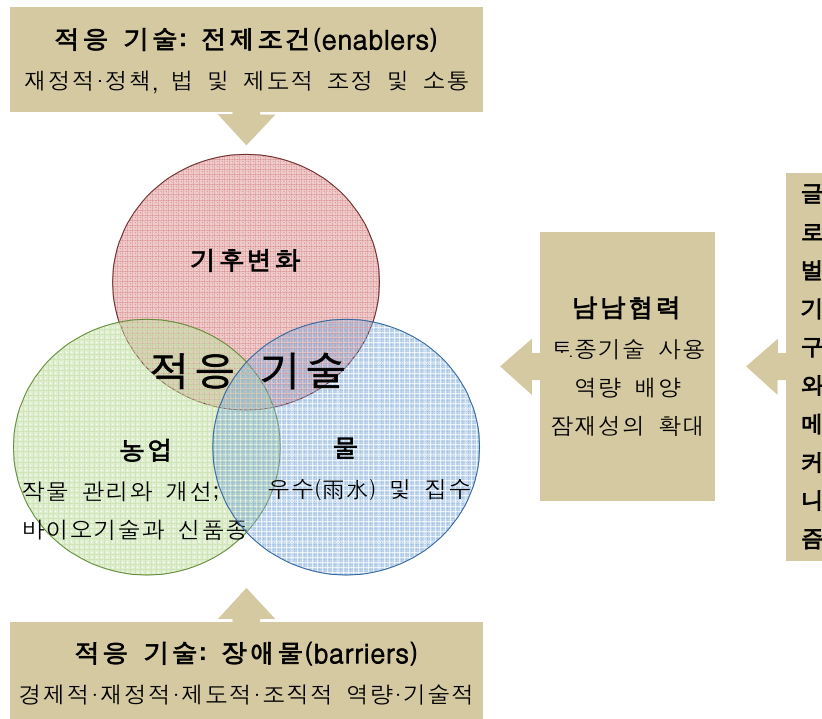 적응 기술: 전제조건(enablers)
재정적·정책, 법 및 제도적 조정 및 소통
기후변화
적응 기술
농업
작물 관리와 개선;
바이오기술과 신품종
물
우수(雨水) 및 집수
남남협력
토종기술 사용
역량 배양
잠재성의 확대
글
로
벌
기
구
와
메
커
니
즘
적응 기술: 장애물(barriers)
경제적·재정적·제도적·조직적 역량·기술적